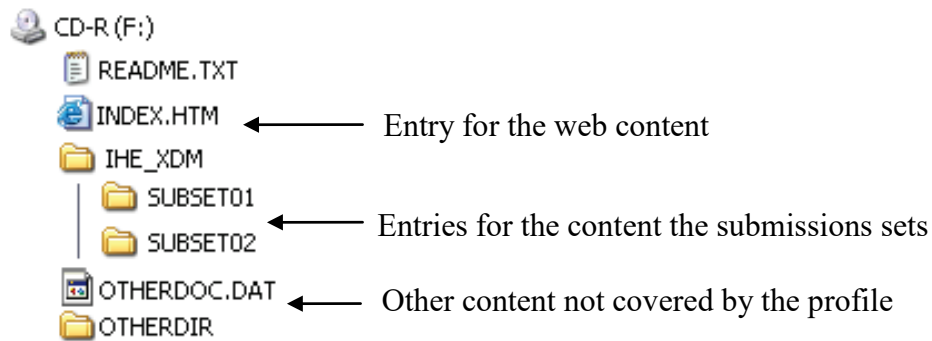 CD-R (F:)
README.TXT
INDEX.HTM
Entry for the web content
IHE_XDM
SUBSET01
Entries for the content the submissions sets
SUBSET02
OTHERDOC.DAT
Other content not covered by the profile
OTHERDIR